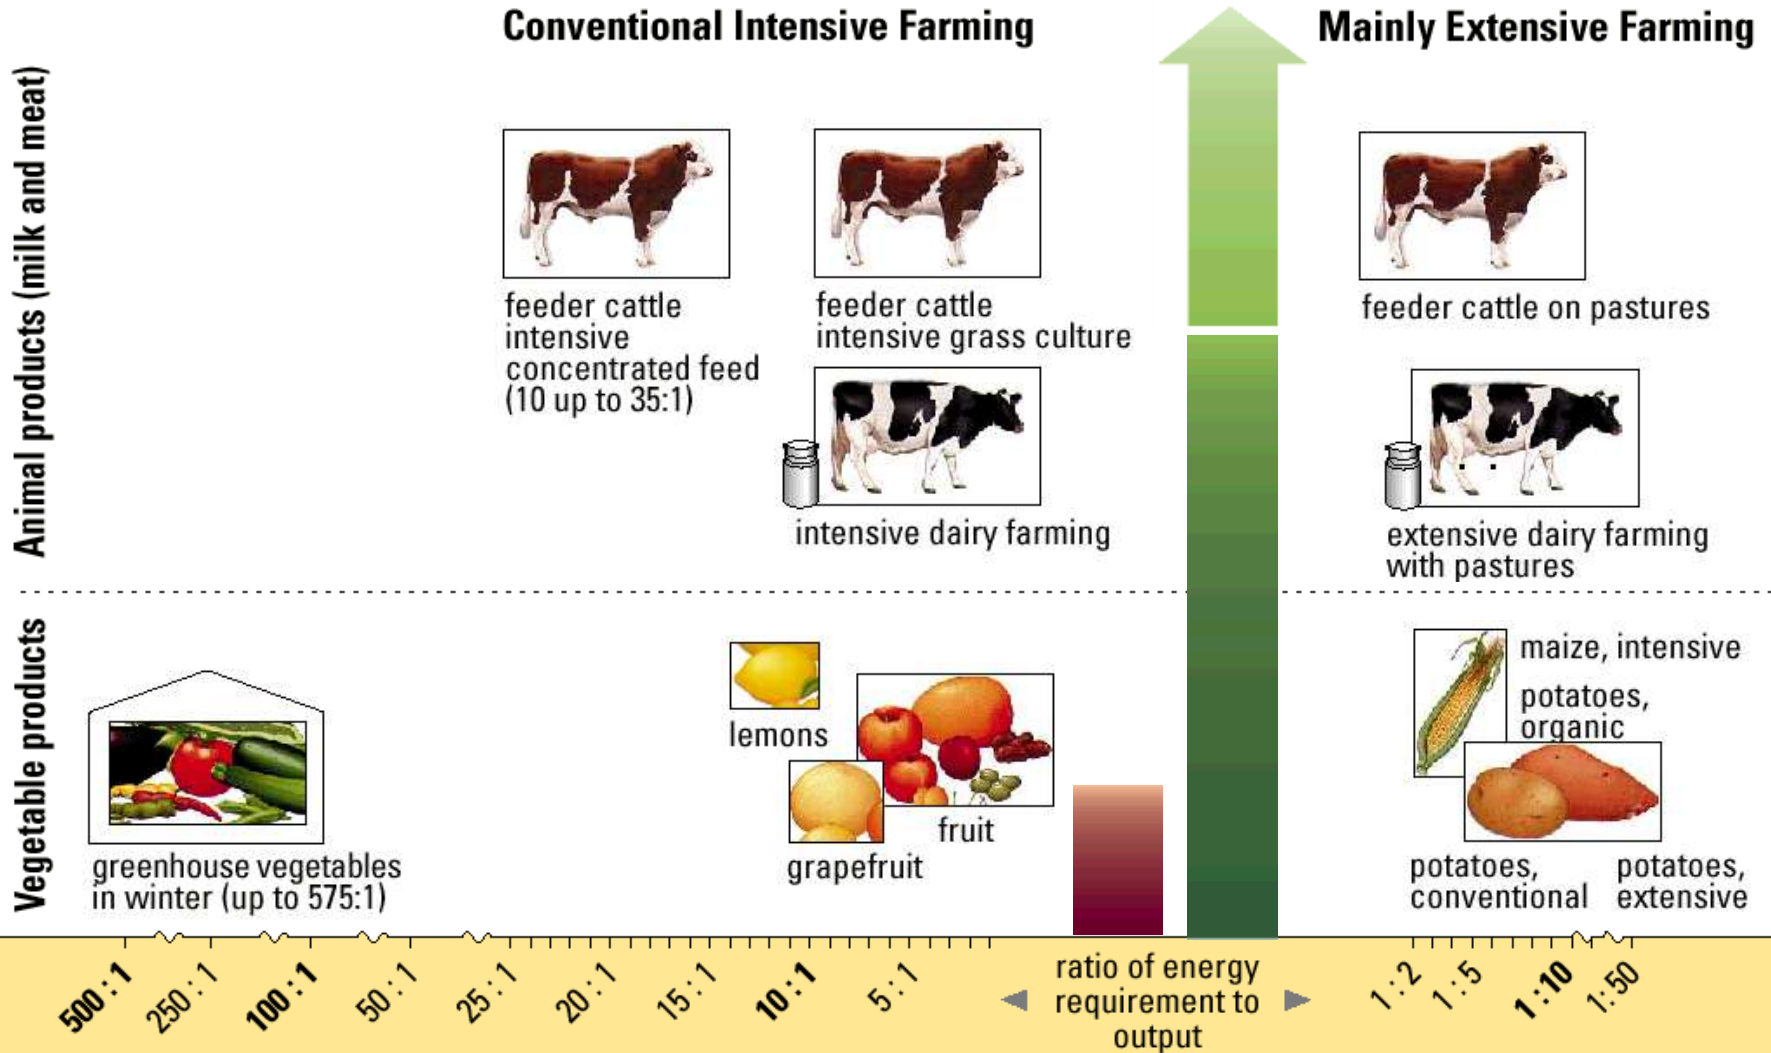 Conventional Intensive Farming
Mainly Extensive Farming
Animal products (milk and meat)
feeder cattle
intensive
concentrated feed
(10 up to 35:1)
feeder cattle
intensive grass culture
feeder cattle on pastures
intensive dairy farming
extensive dairy farming
with pastures
Vegetable products
greenhouse vegetables
in winter (up to 575:1)
lemons
grapefruit
fruit
maize, intensive
potatoes,
organic
potatoes,
conventional
potatoes,
extensive
500 : 1
250 : 1
100 : 1
50 : 1
25 : 1
20 : 1
15 : 1
10 : 1
5 : 1
ratio of energy
requirement to
output
1 : 2
1 : 5
1 : 10
1 : 50